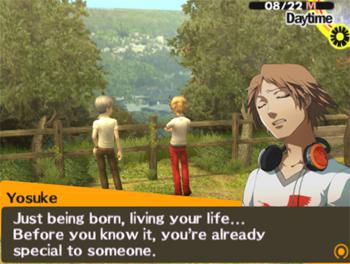 08/22 M
Daytime
Yosuke
Just being born, living your life...
Before you know it, you're already
special to someone.